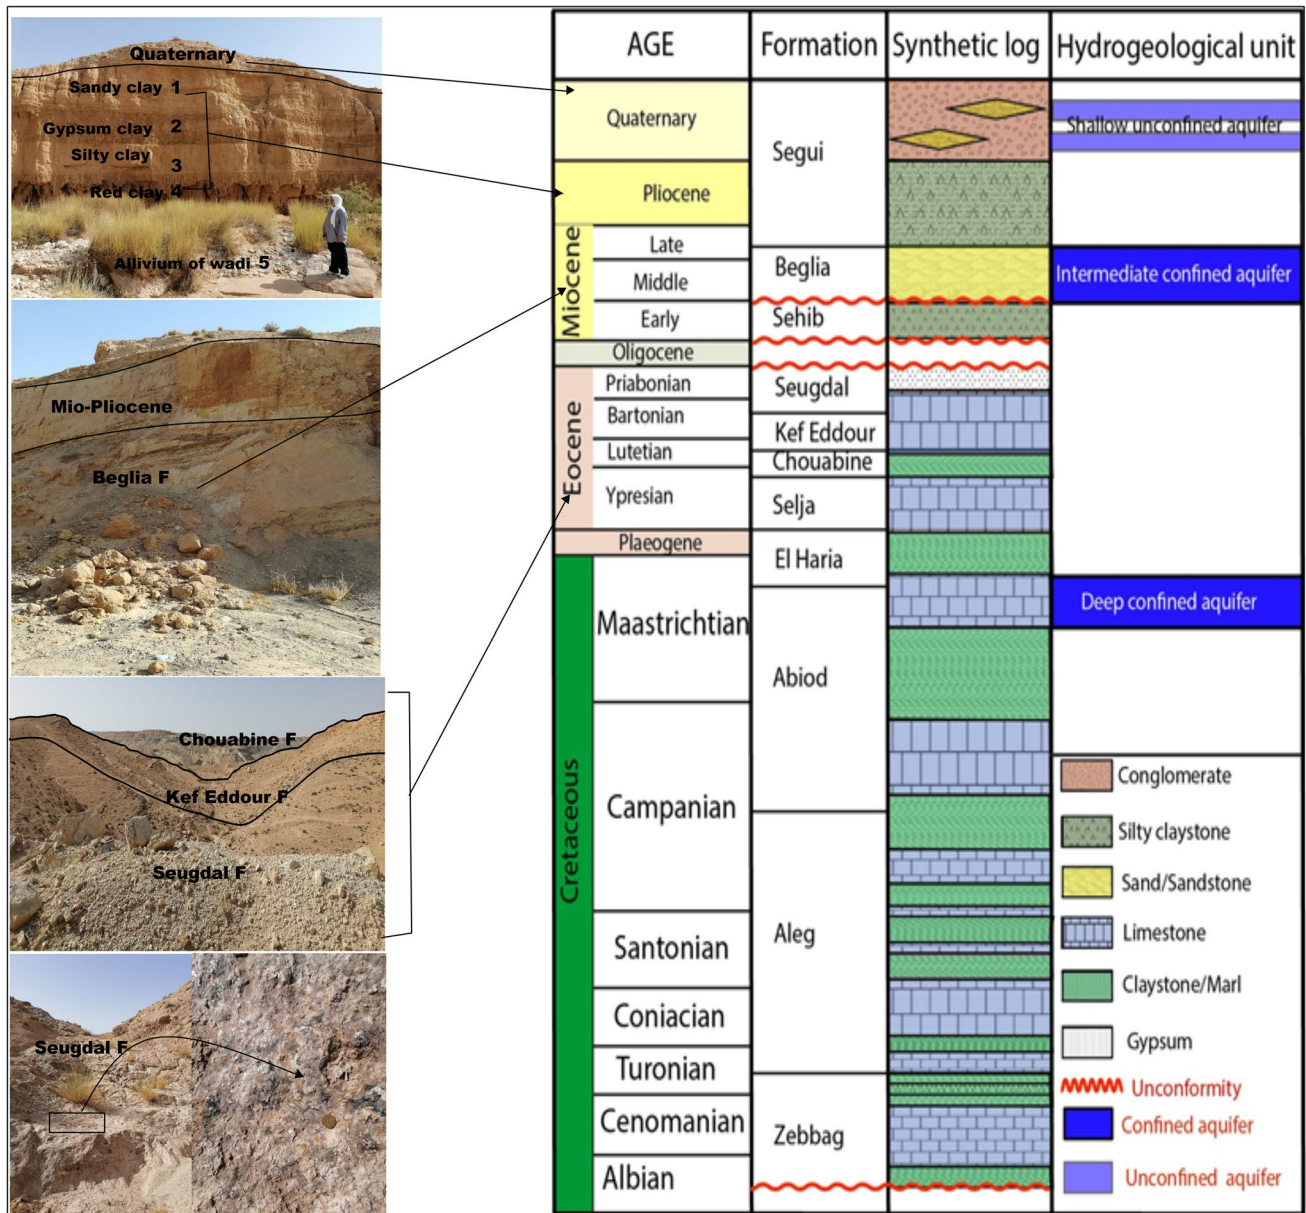 Quaternary
Sandy clay 1
Gypsum clay 2
Silty clay
3
Red clay 4
Allivium of wadi 5
Mio-Pliocene
Beglia F
Chouabine F
Kef Eddour F
Seugdal F
Seugdal F
AGE Formation Synthetic log Hydrogeological unit
Quaternary
Pliocene
Miocene
Late
Middle
Early
Oligocene
Eocene
Priabonian
Bartonian
Lutetian
Ypresian
Plaeogene
Cretaceous
Maastrichtian
Campanian
Santonian
Coniacian
Turonian
Cenomanian
Albian
Segui
Beglia
Sehib
Seugdal
Kef Eddour
Chouabine
Selja
El Haria
Abiod
Aleg
Zebbag
Shallow unconfined aquifer
Intermediate confined aquifer
Deep confined aquifer
Conglomerate
Silty claystone
Sand/Sandstone
Limestone
Claystone/Marl
Gypsum
Unconformity
Confined aquifer
Unconfined aquifer